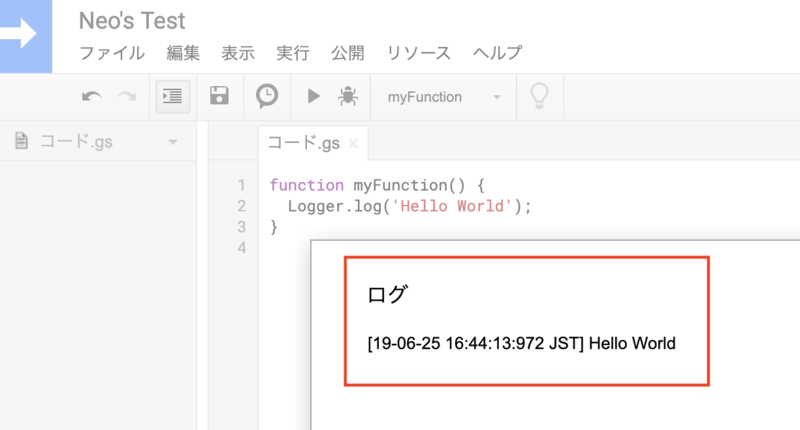 Neo's Test
ファイル 編集 表示 実行 公開 リソース ヘルプ
myFunction
コード.gs
コード.gs ×
1 function myFunction() {
2 Logger.log('Hello World');
3 }
4
ログ
[19-06-25 16:44:13:972 JST] Hello World